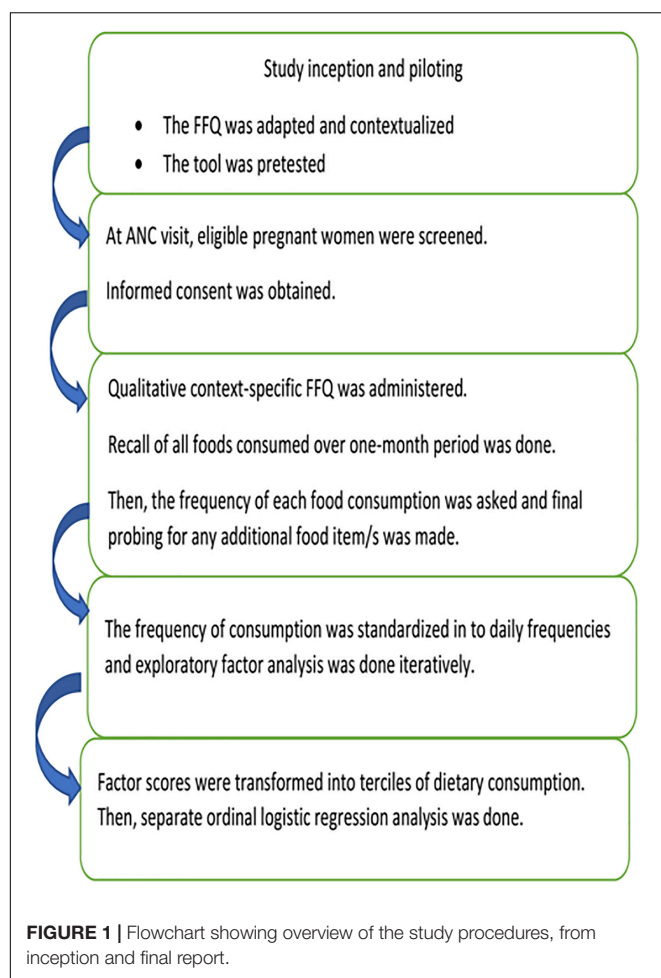 Study inception and piloting
• The FFQ was adapted and contextualized
• The tool was pretested
At ANC visit, eligible pregnant women were screened.
Informed consent was obtained.
Qualitative context-specific FFQ was administered.
Recall of all foods consumed over one-month period was done.
Then, the frequency of each food consumption was asked and final
probing for any additional food item/s was made.
The frequency of consumption was standardized in to daily frequencies
and exploratory factor analysis was done iteratively.
Factor scores were transformed into terciles of dietary consumption.
Then, separate ordinal logistic regression analysis was done.
FIGURE 1 | Flowchart showing overview of the study procedures, from
inception and final report.